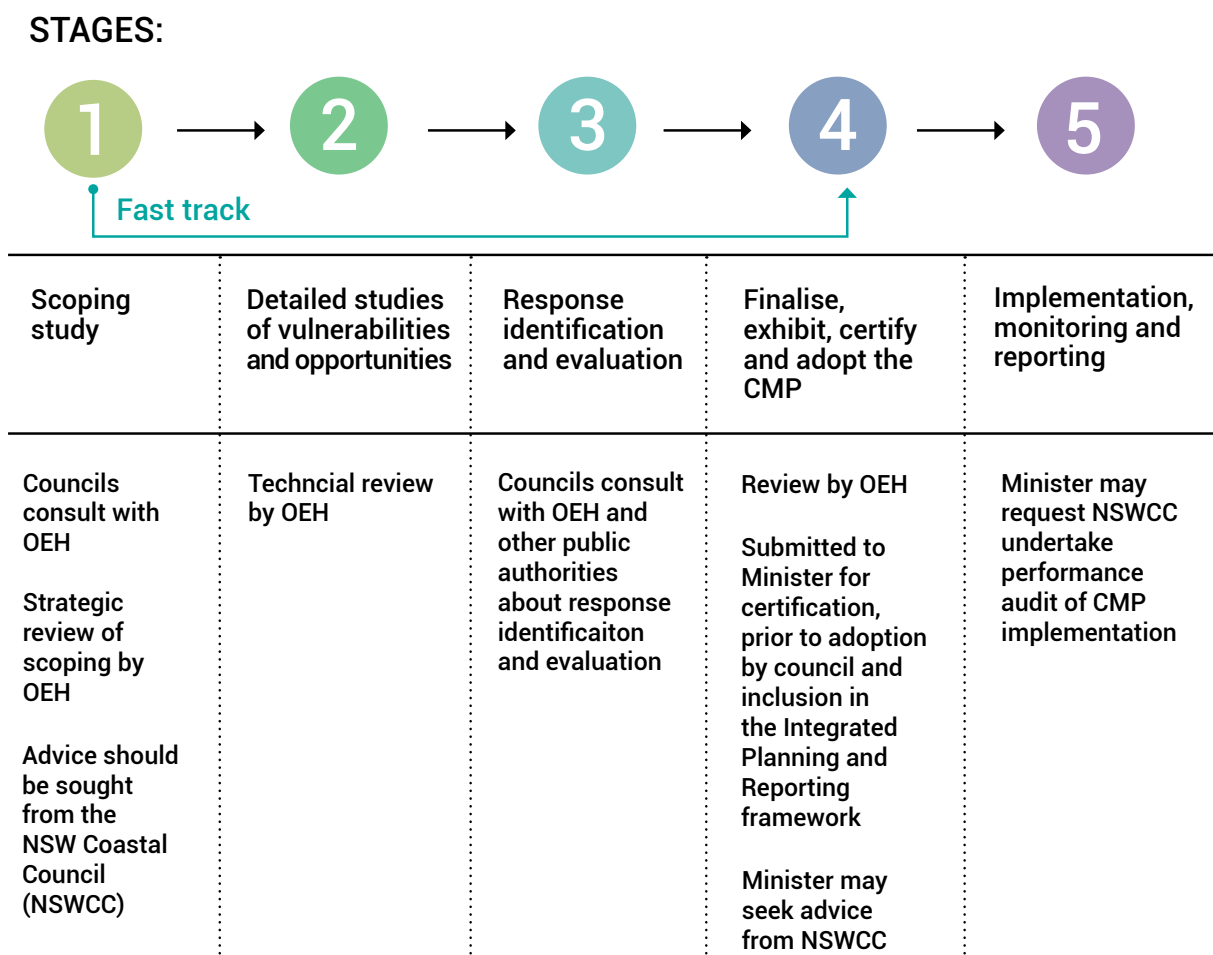 STAGES:
1
2
3
4
5
Fast track
Scoping
study
Detailed studies
of vulnerabilities
and opportunities
Response
identification
and evaluation
Finalise,
exhibit, certify
and adopt the
CMP
Implementation,
monitoring and
reporting
Councils
consult with
OEH
Strategic
review of
scoping by
OEH
Advice should
be sought
from the
NSW Coastal
Council
(NSWCC)
Techncial review
by OEH
Councils consult
with OEH and
other public
authorities
about response
identificaiton
and evaluation
Review by OEH
Submitted to
Minister for
certification,
prior to adoption
by council and
inclusion in
the Integrated
Planning and
Reporting
framework
Minister may
seek advice
from NSWCC
Minister may
request NSWCC
undertake
performance
audit of CMP
implementation